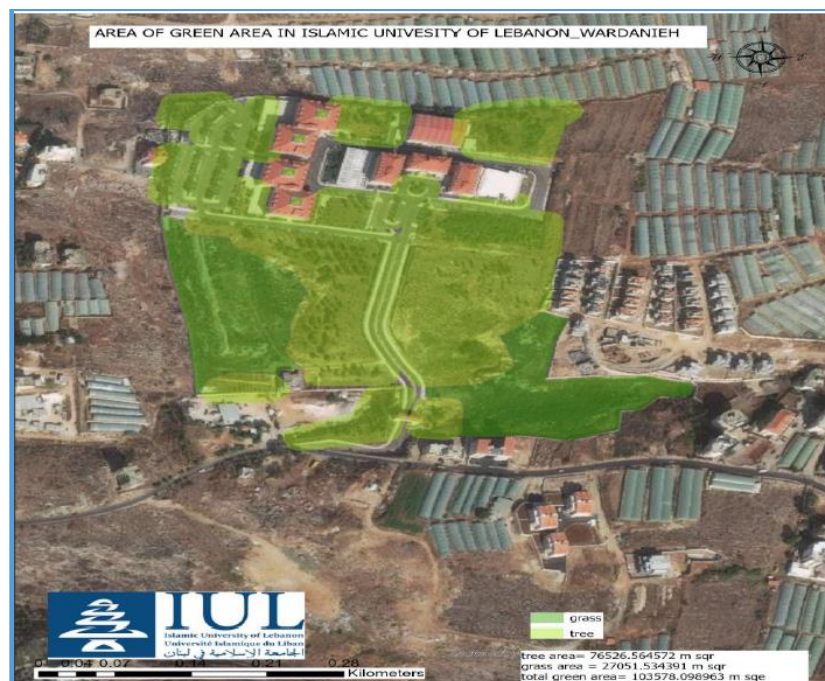 AREA OF GREEN AREA IN ISLAMIC UNIVESITY OF LEBANON_WARDANIEH
IUL
Islamic University of Lebanon
Université Islamique du Liban
الجامعة الإسلامية في لبنان
0 0.04 0.07 0.14 0.21 0.28
Kilometers
grass
tree
tree area= 76526.564572 m sqr
grass area = 27051.534391 m sqr
total green area= 103578.098963 m sqe